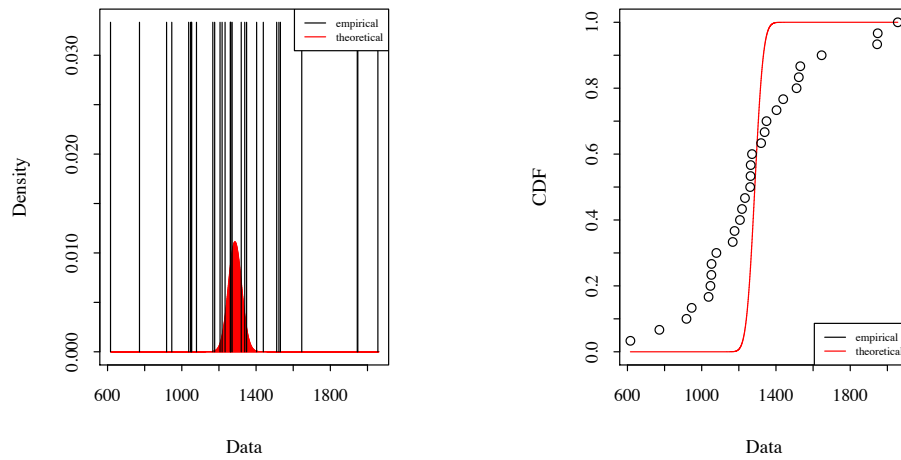 empirical
theoretical
0.030
0.020
0.010
0.000
Density
600
1000
1400
1800
Data
1.0
0.8
0.6
0.4
0.2
0.0
CDF
empirical
theoretical
600
1000
1400
1800
Data